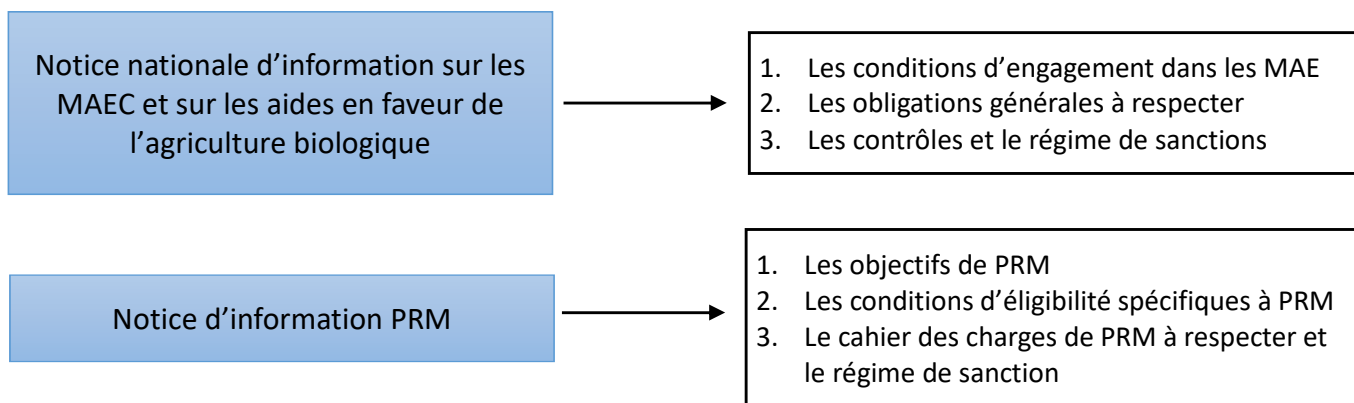 Notice nationale d’information sur les
MAEC et sur les aides en faveur de
l’agriculture biologique
1. Les conditions d’engagement dans les MAE
2. Les obligations générales à respecter
3. Les contrôles et le régime de sanctions
Notice d’information PRM
1. Les objectifs de PRM
2. Les conditions d’éligibilité spécifiques à PRM
3. Le cahier des charges de PRM à respecter et
le régime de sanction